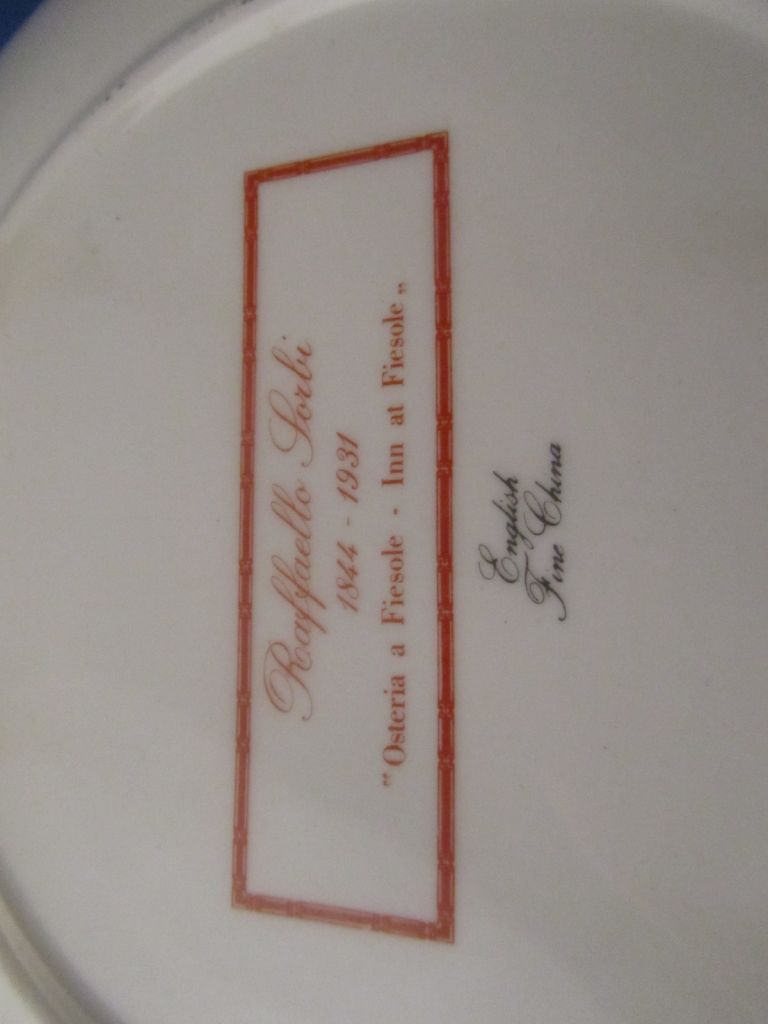 Raffaello Sorbi
1844 - 1931
"Osteria a Fiesole - Inn at Fiesole„
English
Fine China